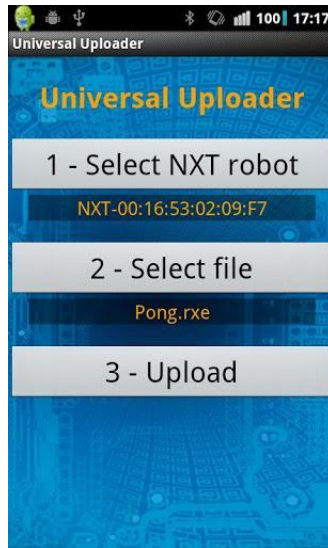 100 17:17
Universal Uploader
Universal Uploader
1 - Select NXT robot
NXT-00:16:53:02:09:F7
2 - Select file
Pong.rxe
3 - Upload